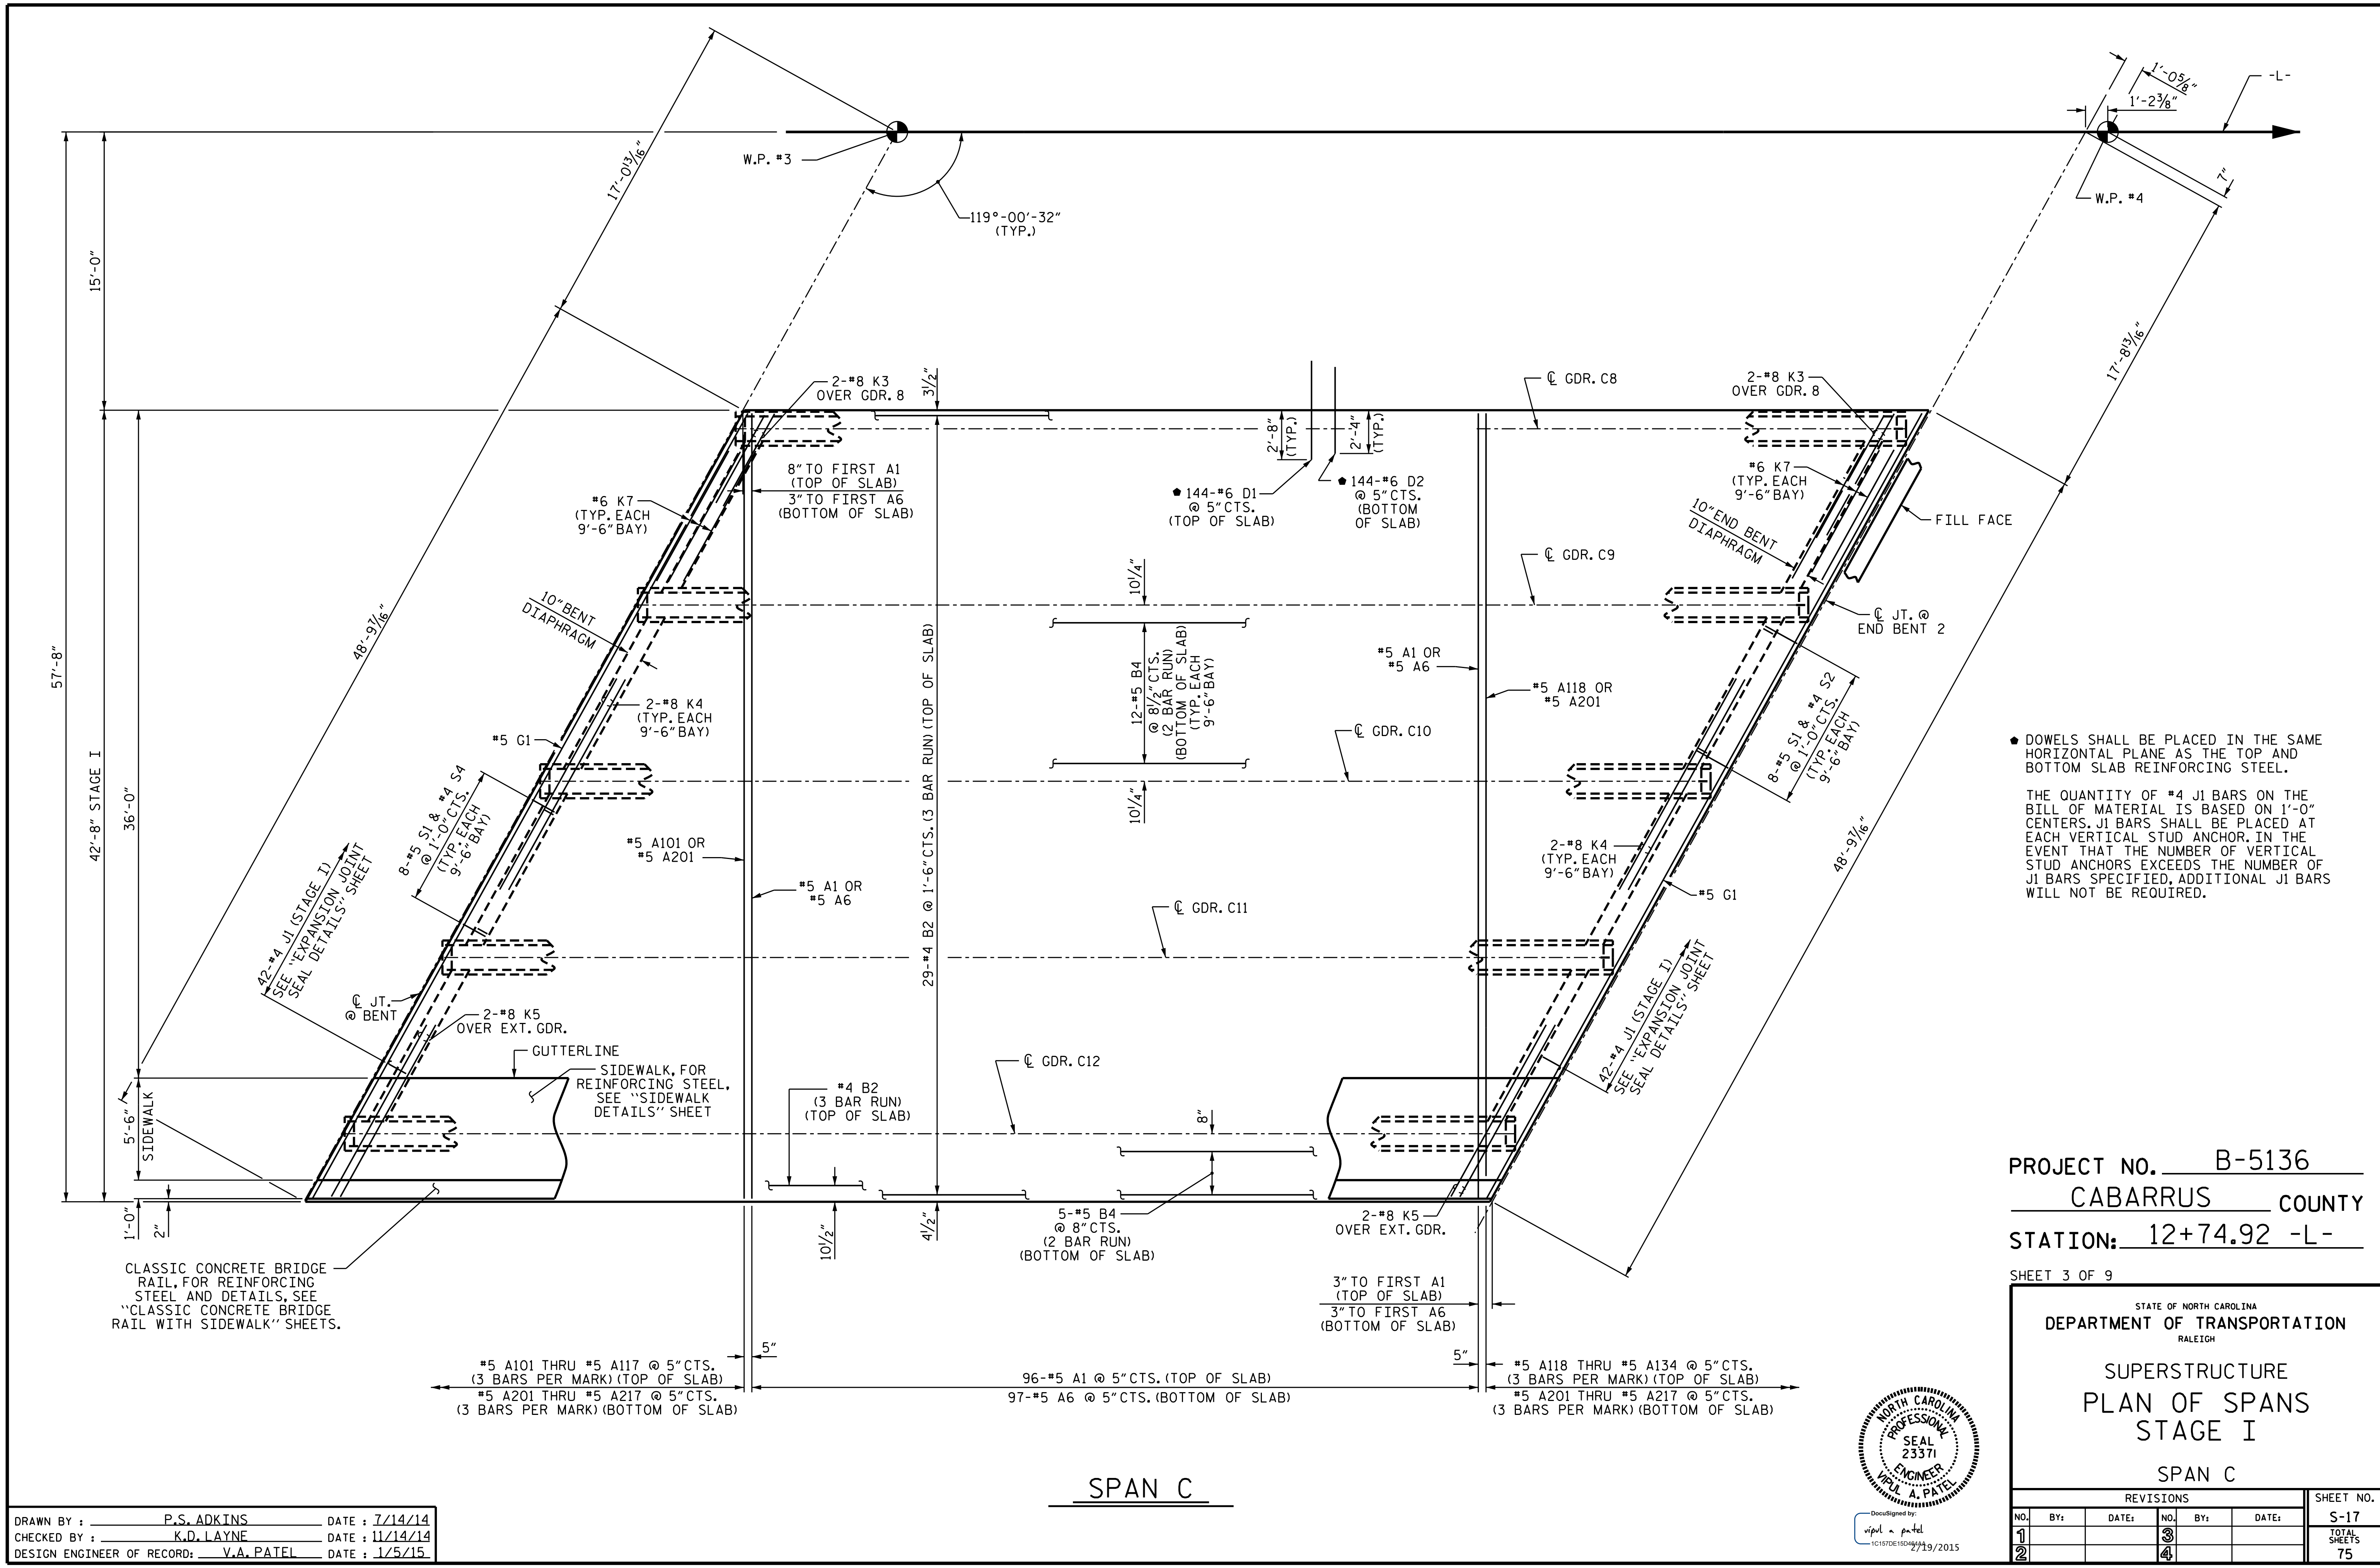 1'-0 5/8"
1'-2 3/8"
-L-
W.P. #3
119°-00'-32"
(TYP.)
W.P. #4
7"
17'-0 13/16"
17'-8 13/16"
15'-0"
57'-8"
42'-8" STAGE I
36'-0"
48'-9 7/16"
2-#8 K3
OVER GDR. 8
3 1/2"
℄ GDR. C8
2-#8 K3
OVER GDR. 8
2'-8"
(TYP.)
2'-4"
(TYP.)
8" TO FIRST A1
(TOP OF SLAB)
3" TO FIRST A6
(BOTTOM OF SLAB)
#6 K7
(TYP. EACH
9'-6" BAY)
144-#6 D1
@ 5" CTS.
(TOP OF SLAB)
144-#6 D2
@ 5" CTS.
(BOTTOM
OF SLAB)
#6 K7
(TYP. EACH
9'-6" BAY)
10" END BENT
DIAPHRAGM
FILL FACE
℄ GDR. C9
10" BENT
DIAPHRAGM
10 1/4"
12-#5 B4
@ 8 1/2" CTS.
(2 BAR RUN)
(BOTTOM OF SLAB)
(TYP. EACH
9'-6" BAY)
10 1/4"
℄ JT. @
END BENT 2
#5 A1 OR
#5 A6
#5 A118 OR
#5 A201
2-#8 K4
(TYP. EACH
9'-6" BAY)
#5 G1
℄ GDR. C10
8-#5 S1 & #4 S4
@ 1'-0" CTS.
(TYP. EACH
9'-6" BAY)
8-#5 S1 & #4 S2
@ 1'-0" CTS.
(TYP. EACH
9'-6" BAY)
29-#4 B2 @ 1'-6" CTS. (3 BAR RUN) (TOP OF SLAB)
#5 A101 OR
#5 A201
#5 A1 OR
#5 A6
2-#8 K4
(TYP. EACH
9'-6" BAY)
48'-9 7/16"
#5 G1
℄ GDR. C11
42-#4 J1 (STAGE I)
SEE ``EXPANSION JOINT
SEAL DETAILS'' SHEET
42-#4 J1 (STAGE I)
SEE ``EXPANSION JOINT
SEAL DETAILS'' SHEET
℄ JT.
@ BENT
2-#8 K5
OVER EXT. GDR.
GUTTERLINE
SIDEWALK, FOR
REINFORCING STEEL,
SEE ``SIDEWALK
DETAILS'' SHEET
℄ GDR. C12
#4 B2
(3 BAR RUN)
(TOP OF SLAB)
8"
5'-6"
SIDEWALK
1'-0"
2"
10 1/2"
4 1/2"
5-#5 B4
@ 8" CTS.
(2 BAR RUN)
(BOTTOM OF SLAB)
2-#8 K5
OVER EXT. GDR.
CLASSIC CONCRETE BRIDGE
RAIL, FOR REINFORCING
STEEL AND DETAILS, SEE
``CLASSIC CONCRETE BRIDGE
RAIL WITH SIDEWALK'' SHEETS.
3" TO FIRST A1
(TOP OF SLAB)
3" TO FIRST A6
(BOTTOM OF SLAB)
5"
5"
#5 A101 THRU #5 A117 @ 5" CTS.
(3 BARS PER MARK) (TOP OF SLAB)
#5 A201 THRU #5 A217 @ 5" CTS.
(3 BARS PER MARK) (BOTTOM OF SLAB)
96-#5 A1 @ 5" CTS. (TOP OF SLAB)
97-#5 A6 @ 5" CTS. (BOTTOM OF SLAB)
#5 A118 THRU #5 A134 @ 5" CTS.
(3 BARS PER MARK) (TOP OF SLAB)
#5 A201 THRU #5 A217 @ 5" CTS.
(3 BARS PER MARK) (BOTTOM OF SLAB)
SPAN C
DOWELS SHALL BE PLACED IN THE SAME
HORIZONTAL PLANE AS THE TOP AND
BOTTOM SLAB REINFORCING STEEL.
THE QUANTITY OF #4 J1 BARS ON THE
BILL OF MATERIAL IS BASED ON 1'-0"
CENTERS. J1 BARS SHALL BE PLACED AT
EACH VERTICAL STUD ANCHOR. IN THE
EVENT THAT THE NUMBER OF VERTICAL
STUD ANCHORS EXCEEDS THE NUMBER OF
J1 BARS SPECIFIED, ADDITIONAL J1 BARS
WILL NOT BE REQUIRED.
PROJECT NO. B-5136
CABARRUS COUNTY
STATION: 12+74.92 -L-
SHEET 3 OF 9
STATE OF NORTH CAROLINA
DEPARTMENT OF TRANSPORTATION
RALEIGH
SUPERSTRUCTURE
PLAN OF SPANS
STAGE I
SPAN C
REVISIONS
NO. BY: DATE: NO. BY: DATE:
1 3
2 4
SHEET NO.
S-17
TOTAL
SHEETS
75
NORTH CAROLINA
PROFESSIONAL
SEAL
23371
ENGINEER
VIPUL A. PATEL
DocuSigned by:
vipul a patel
2/19/2015
DRAWN BY : P.S. ADKINS DATE : 7/14/14
CHECKED BY : K.D. LAYNE DATE : 11/14/14
DESIGN ENGINEER OF RECORD: V.A. PATEL DATE : 1/5/15